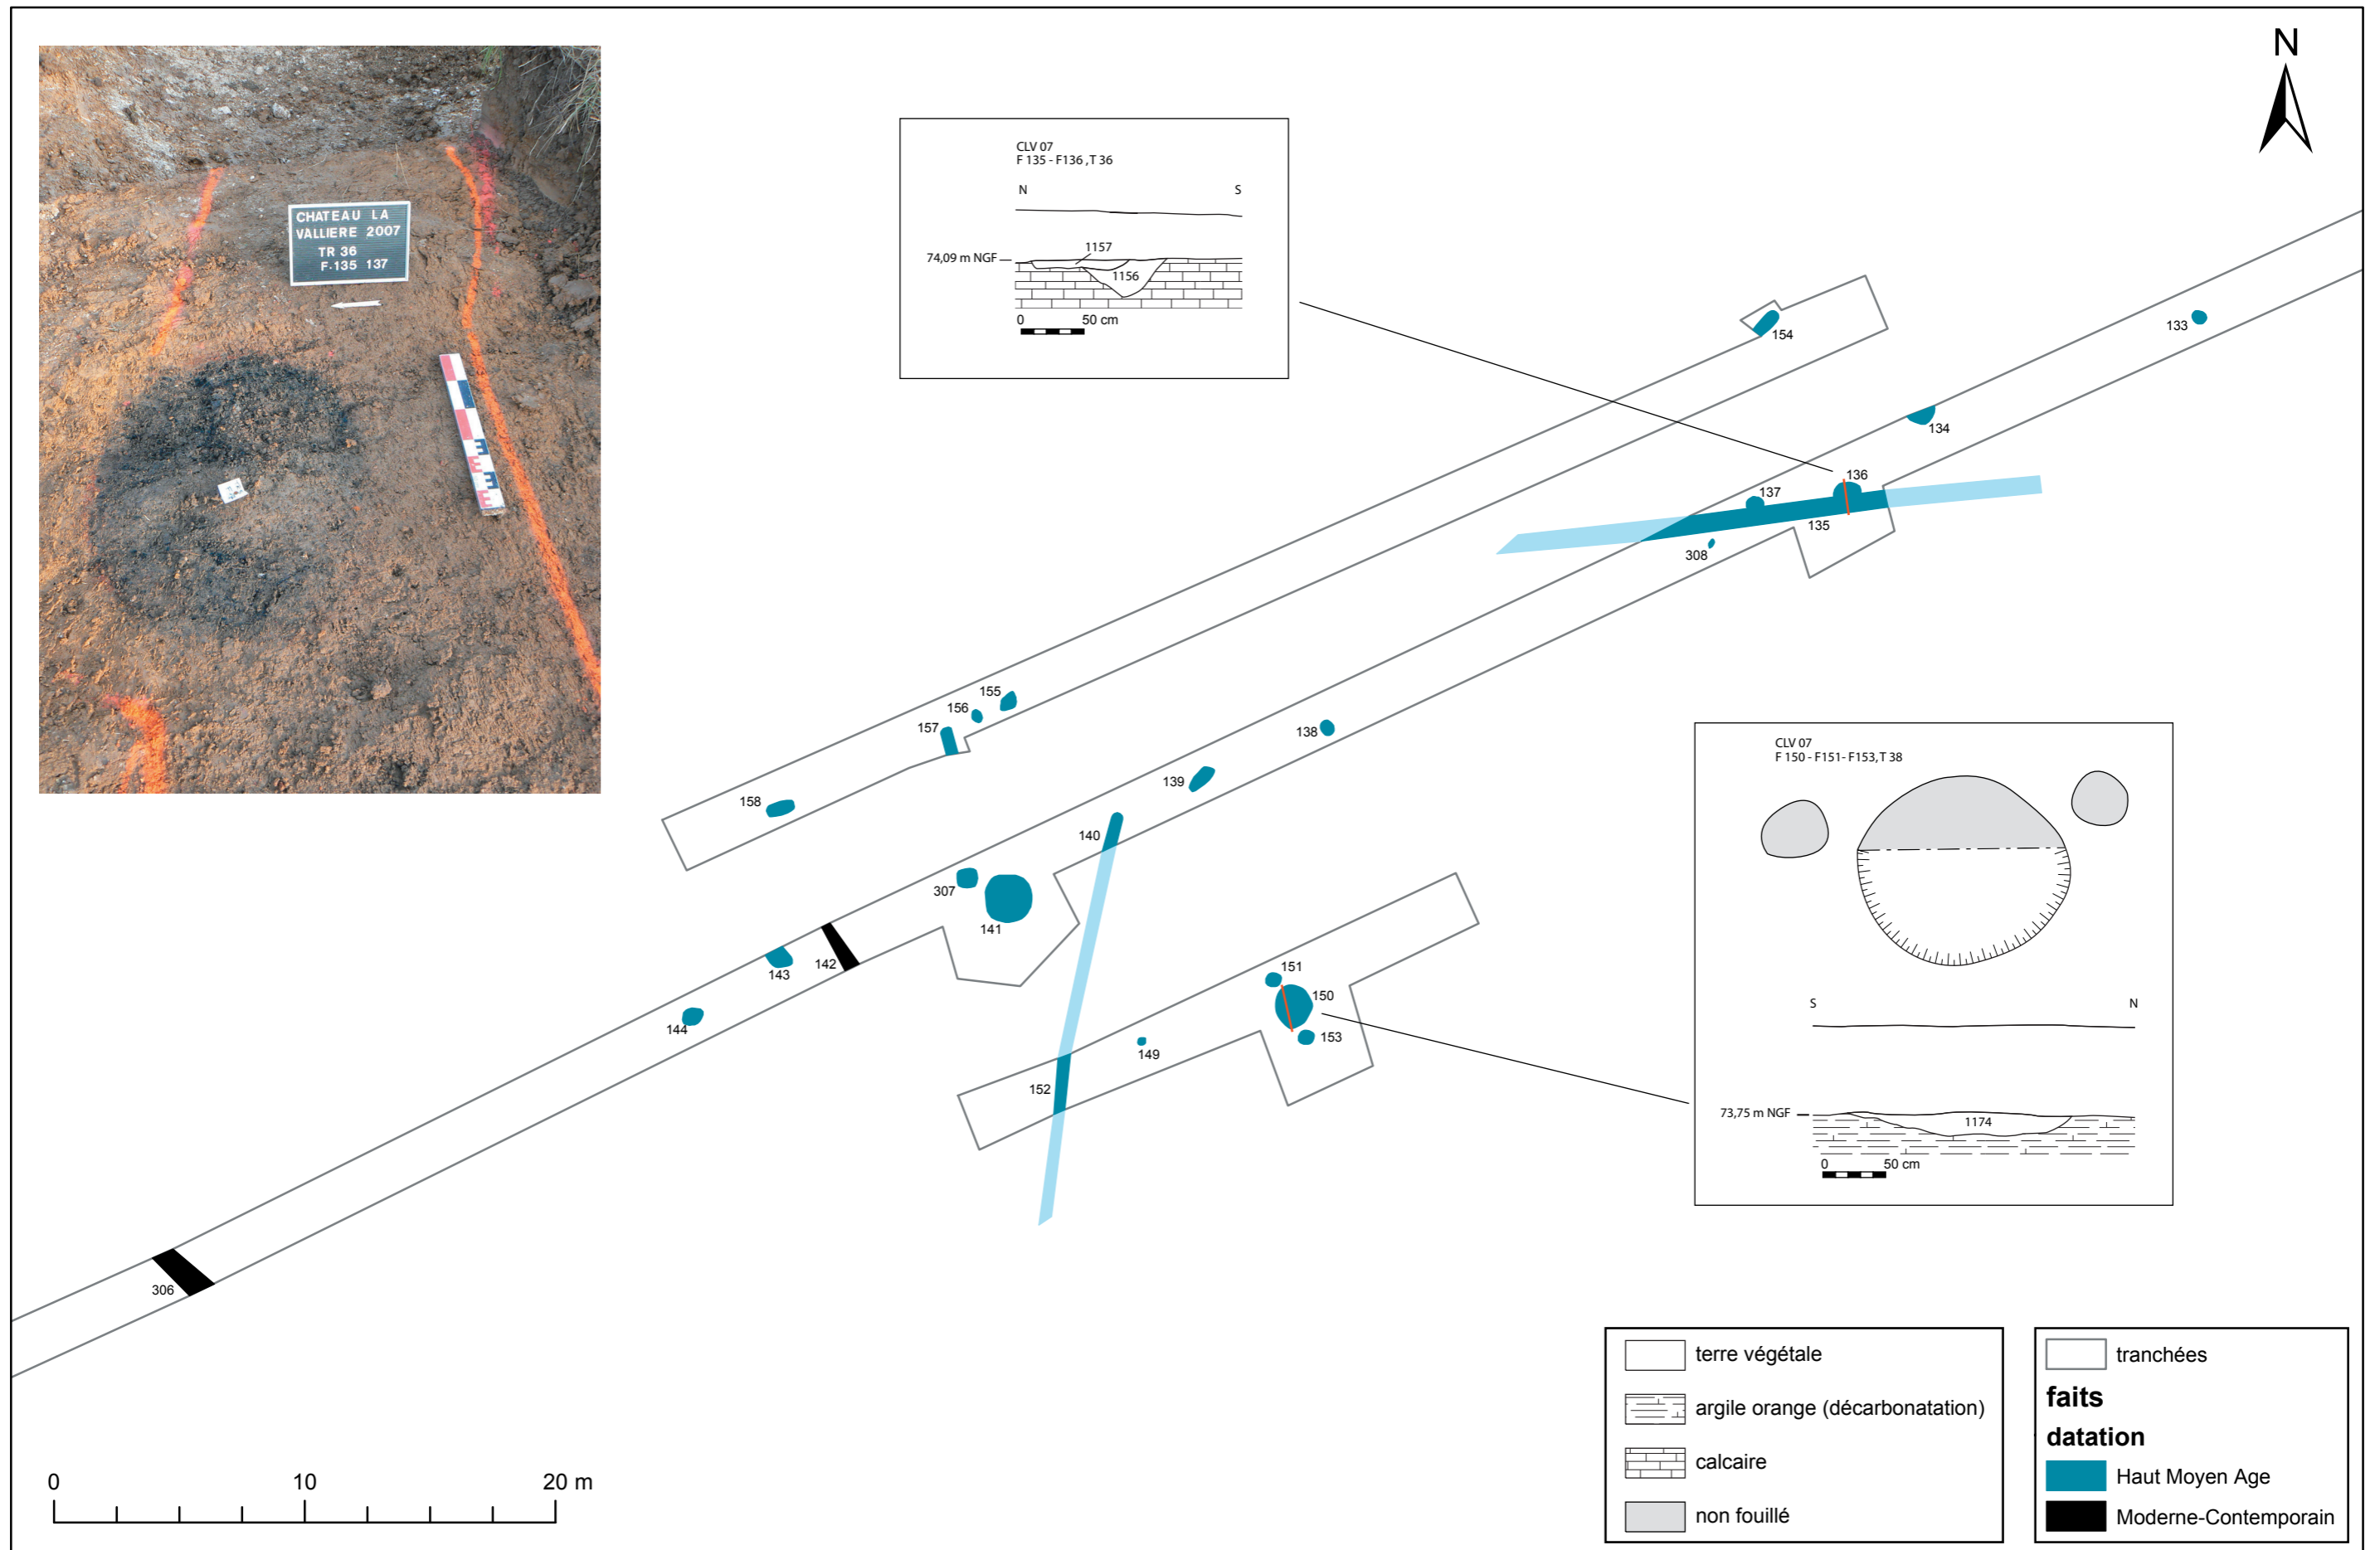 CHATEAU LA
VALLIERE 2007
TR 36
F.135 137
N
CLV 07
F 135 - F136 , T 36
N S
1157
74,09 m NGF
1156
0 50 cm
154
133
134
136
137
135
308
155
156
157
138
139
158
140
307
141
143
142
144
151
150
153
149
152
306
CLV 07
F 150 - F151- F153, T 38
S N
73,75 m NGF
1174
0 50 cm
0 10 20 m
terre végétale
argile orange (décarbonatation)
calcaire
non fouillé
tranchées
faits
datation
Haut Moyen Age
Moderne-Contemporain